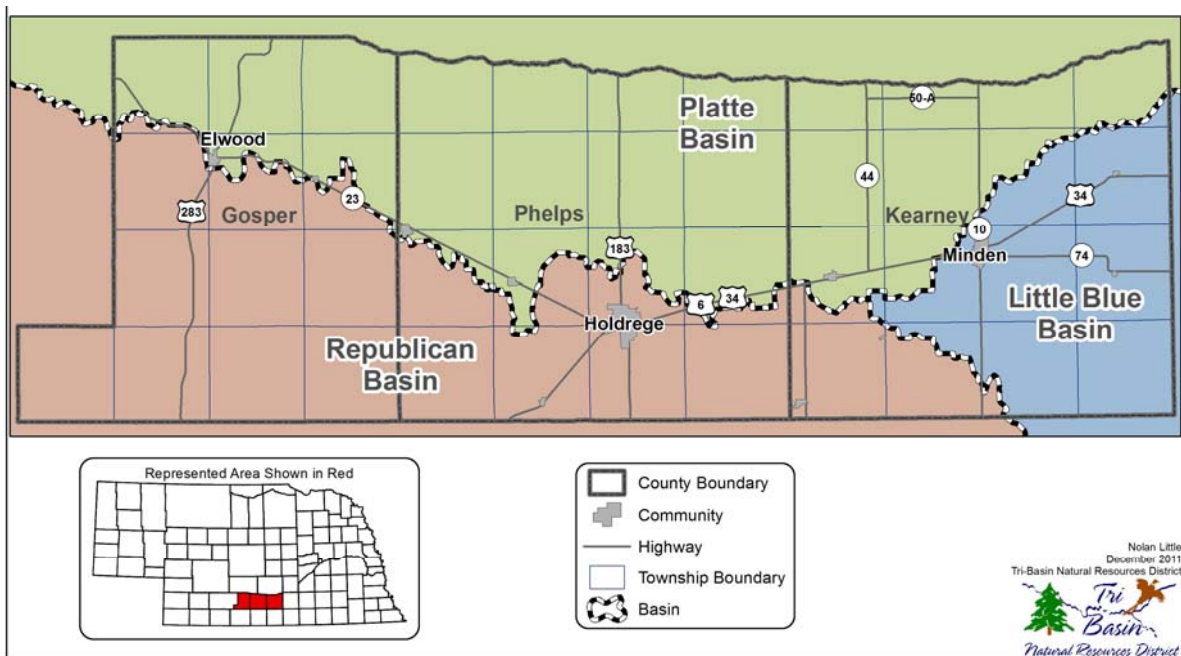 50-A
Platte
Basin
Elwood
44
34
23
283
Gosper
Phelps
Kearney
10
183
Minden
74
6
34
Little Blue
Basin
Holdrege
Republican
Basin
Represented Area Shown in Red
County Boundary
Community
Highway
Township Boundary
Basin
Nolan Little
December 2011
Tri-Basin Natural Resources District
Tri
Basin
Natural Resources District